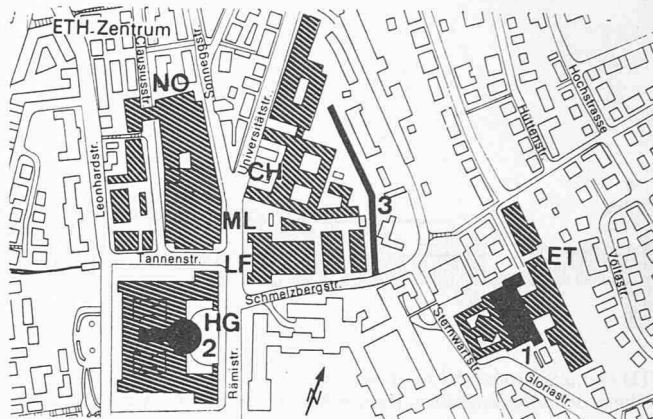 ETH-Zentrum
Clausiusstr.
Sonneggstr.
NO
Universitätstr.
Hochstrasse
Hüttenstr.
Leonhardstr.
CH
3
ML
ET
Voltastr.
Tannenstr.
LF
Schmelzbergstr.
HG
2
Sternwartstr.
1
Rämistr.
N
Gloriastr.